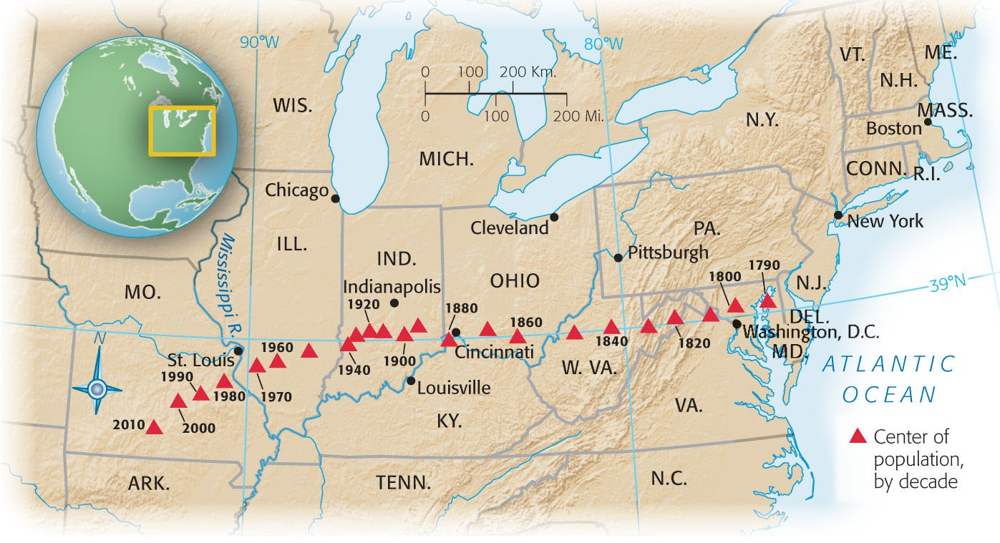 90°W
80°W
0 100 200 Km.
0 100 200 Mi.
VT.
ME.
N.H.
MASS.
Boston
CONN.
R.I.
N.Y.
WIS.
MICH.
Chicago
Cleveland
New York
PA.
Pittsburgh
ILL.
IND.
OHIO
Mississippi R.
Indianapolis
MO.
N.J.
39°N
1790
1800
1820
1840
1860
1880
1900
1920
1940
1960
1970
1980
1990
2000
2010
DEL.
Washington, D.C.
MD.
Cincinnati
St. Louis
N
W. VA.
Louisville
VA.
KY.
ATLANTIC
OCEAN
ARK.
TENN.
N.C.
Center of
population,
by decade